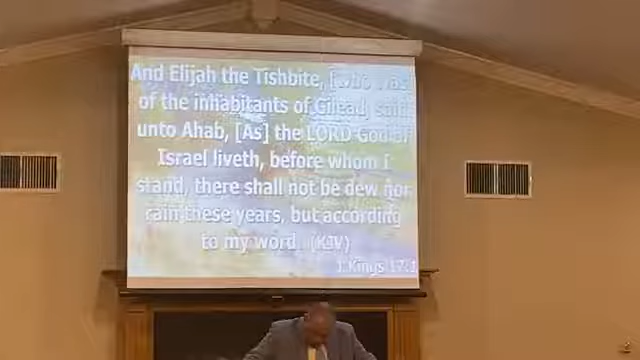 And Elijah the Tishbite, [who was
of the inhabitants of Gilead] said
unto Ahab, [As] the LORD God of
Israel liveth, before whom I
stand, there shall not be dew nor
rain these years, but according
to my word. (KJV)
1 Kings 17:1